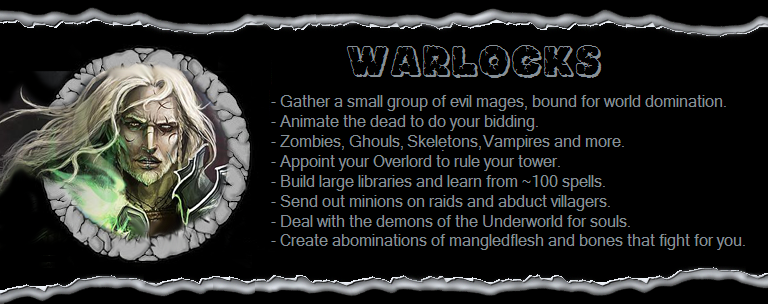 WARLOCKS
- Gather a small group of evil mages, bound for world domination.
- Animate the dead to do your bidding.
- Zombies, Ghouls, Skeletons, Vampires and more.
- Appoint your Overlord to rule your tower.
- Build large libraries and learn from ~100 spells.
- Send out minions on raids and abduct villagers.
- Deal with the demons of the Underworld for souls.
- Create abominations of mangledflesh and bones that fight for you.